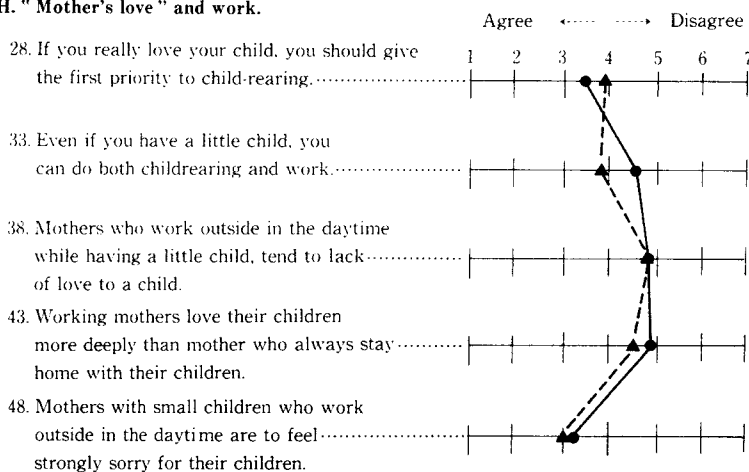 H. " Mother's love " and work.
Agree ←----- -----→ Disagree
1 2 3 4 5 6 7
28. If you really love your child, you should give
the first priority to child-rearing.
33. Even if you have a little child, you
can do both childrearing and work.
38. Mothers who work outside in the daytime
while having a little child, tend to lack
of love to a child.
43. Working mothers love their children
more deeply than mother who always stay
home with their children.
48. Mothers with small children who work
outside in the daytime are to feel
strongly sorry for their children.